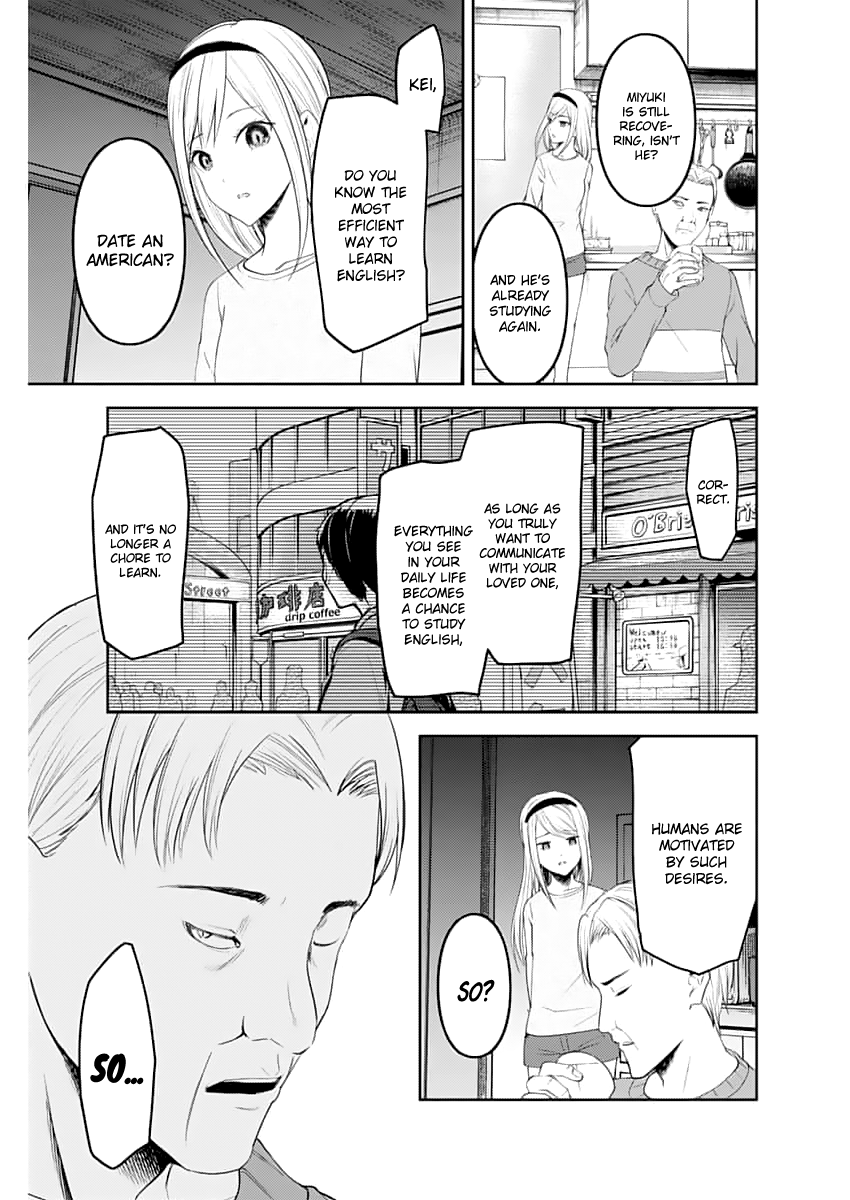 MIYUKI
IS STILL
RECOVE-
RING, ISN'T
HE?
AND HE'S
ALREADY
STUDYING
AGAIN.
KEI,
DO YOU
KNOW THE
MOST
EFFICIENT
WAY TO
LEARN
ENGLISH?
DATE AN
AMERICAN?
COR-
RECT.
O'Brie
AS LONG AS
YOU TRULY
WANT TO
COMMUNICATE
WITH YOUR
LOVED ONE,
EVERYTHING
YOU SEE
IN YOUR
DAILY LIFE
BECOMES
A CHANCE
TO STUDY
ENGLISH,
AND IT'S NO
LONGER A
CHORE TO
LEARN.
Street
珈琲店
drip coffee
Welcome
open
HUMANS ARE
MOTIVATED
BY SUCH
DESIRES.
SO?
SO...